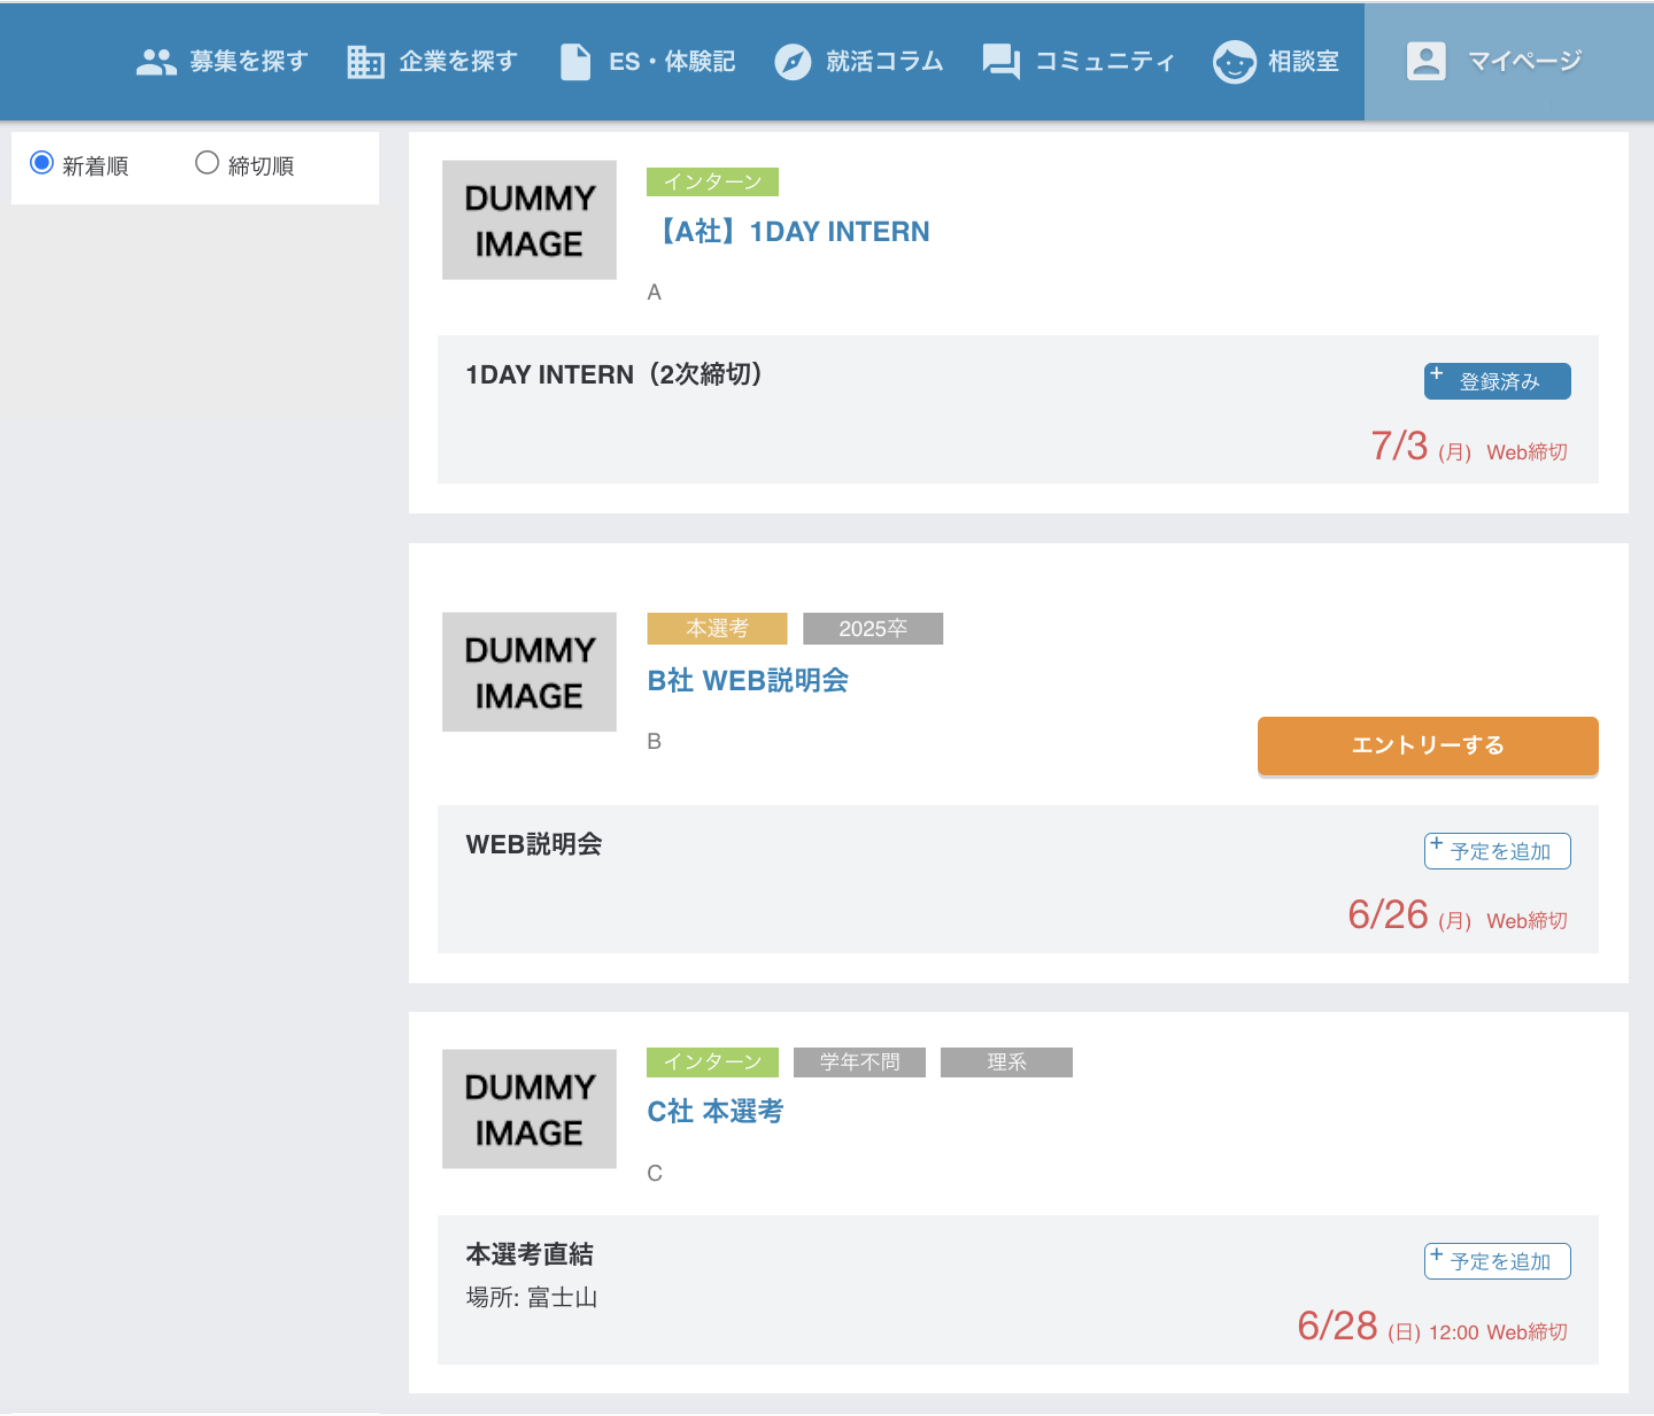 募集を探す 企業を探す ES・体験記 就活コラム コミュニティ 相談室 マイページ
新着順 締切順
DUMMY
IMAGE
インターン
【A社】1DAY INTERN
A
1DAY INTERN（2次締切）
+ 登録済み
7/3 (月) Web締切
DUMMY
IMAGE
本選考 2025卒
B社 WEB説明会
B
エントリーする
WEB説明会
+ 予定を追加
6/26 (月) Web締切
DUMMY
IMAGE
インターン 学年不問 理系
C社 本選考
C
本選考直結
+ 予定を追加
場所: 富士山
6/28 (日) 12:00 Web締切